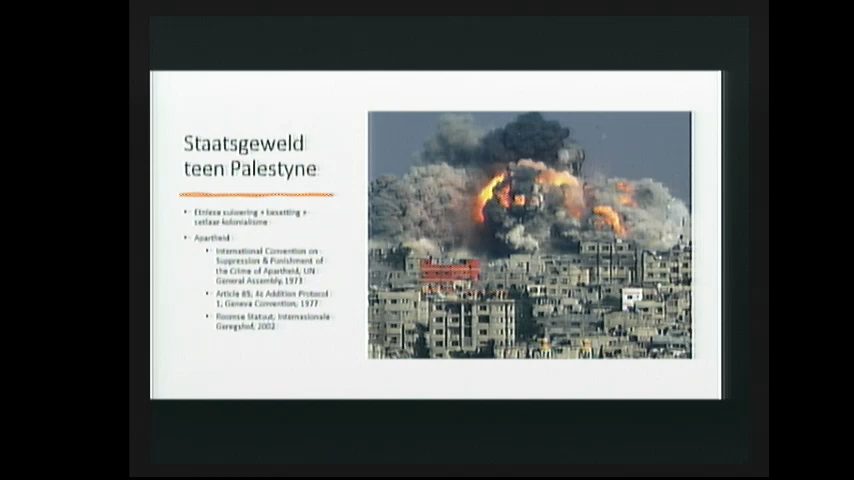 Staatsgeweld
teen Palestyne
• Etniese suiwering + besetting +
setlaar kolonialisme
• Apartheid
• International Convention on
Suppression & Punishment of
the Crime of Apartheid, UN
General Assembly, 1973
• Article 85, 4c Addition Protocol
1, Geneva Convention, 1977
• Roomse Statuut, Internasionale
Geregshof, 2002